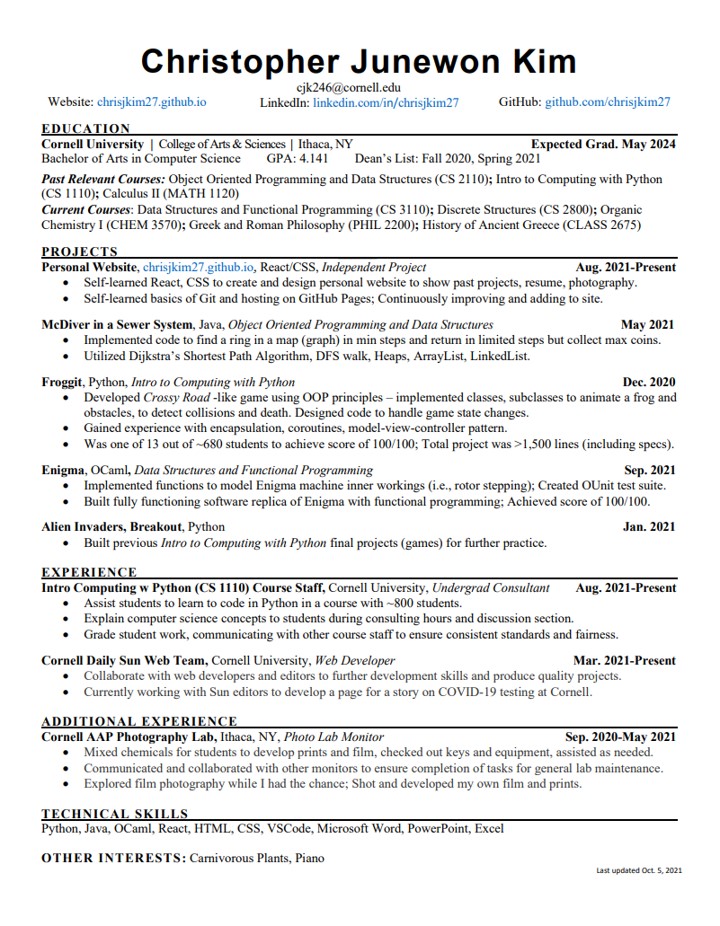 Christopher Junewon Kim
cjk246@cornell.edu
Website: chrisjkim27.github.io LinkedIn: linkedin.com/in/chrisjkim27 GitHub: github.com/chrisjkim27
EDUCATION
Cornell University | College of Arts & Sciences | Ithaca, NY Expected Grad. May 2024
Bachelor of Arts in Computer Science GPA: 4.141 Dean's List: Fall 2020, Spring 2021
Past Relevant Courses: Object Oriented Programming and Data Structures (CS 2110); Intro to Computing with Python
(CS 1110); Calculus II (MATH 1120)
Current Courses: Data Structures and Functional Programming (CS 3110); Discrete Structures (CS 2800); Organic
Chemistry I (CHEM 3570); Greek and Roman Philosophy (PHIL 2200); History of Ancient Greece (CLASS 2675)
PROJECTS
Personal Website, chrisjkim27.github.io, React/CSS, Independent Project Aug. 2021-Present
• Self-learned React, CSS to create and design personal website to show past projects, resume, photography.
• Self-learned basics of Git and hosting on GitHub Pages; Continuously improving and adding to site.
McDiver in a Sewer System, Java, Object Oriented Programming and Data Structures May 2021
• Implemented code to find a ring in a map (graph) in min steps and return in limited steps but collect max coins.
• Utilized Dijkstra's Shortest Path Algorithm, DFS walk, Heaps, ArrayList, LinkedList.
Froggit, Python, Intro to Computing with Python Dec. 2020
• Developed Crossy Road -like game using OOP principles – implemented classes, subclasses to animate a frog and
obstacles, to detect collisions and death. Designed code to handle game state changes.
• Gained experience with encapsulation, coroutines, model-view-controller pattern.
• Was one of 13 out of ~680 students to achieve score of 100/100; Total project was >1,500 lines (including specs).
Enigma, OCaml, Data Structures and Functional Programming Sep. 2021
• Implemented functions to model Enigma machine inner workings (i.e., rotor stepping); Created OUnit test suite.
• Built fully functioning software replica of Enigma with functional programming; Achieved score of 100/100.
Alien Invaders, Breakout, Python Jan. 2021
• Built previous Intro to Computing with Python final projects (games) for further practice.
EXPERIENCE
Intro Computing w Python (CS 1110) Course Staff, Cornell University, Undergrad Consultant Aug. 2021-Present
• Assist students to learn to code in Python in a course with ~800 students.
• Explain computer science concepts to students during consulting hours and discussion section.
• Grade student work, communicating with other course staff to ensure consistent standards and fairness.
Cornell Daily Sun Web Team, Cornell University, Web Developer Mar. 2021-Present
• Collaborate with web developers and editors to further development skills and produce quality projects.
• Currently working with Sun editors to develop a page for a story on COVID-19 testing at Cornell.
ADDITIONAL EXPERIENCE
Cornell AAP Photography Lab, Ithaca, NY, Photo Lab Monitor Sep. 2020-May 2021
• Mixed chemicals for students to develop prints and film, checked out keys and equipment, assisted as needed.
• Communicated and collaborated with other monitors to ensure completion of tasks for general lab maintenance.
• Explored film photography while I had the chance; Shot and developed my own film and prints.
TECHNICAL SKILLS
Python, Java, OCaml, React, HTML, CSS, VSCode, Microsoft Word, PowerPoint, Excel
OTHER INTERESTS: Carnivorous Plants, Piano
Last updated Oct. 5, 2021